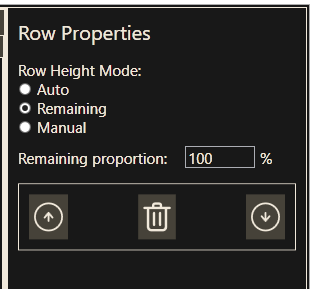 Row Properties
Row Height Mode:
Auto
Remaining
Manual
Remaining proportion: 100 %